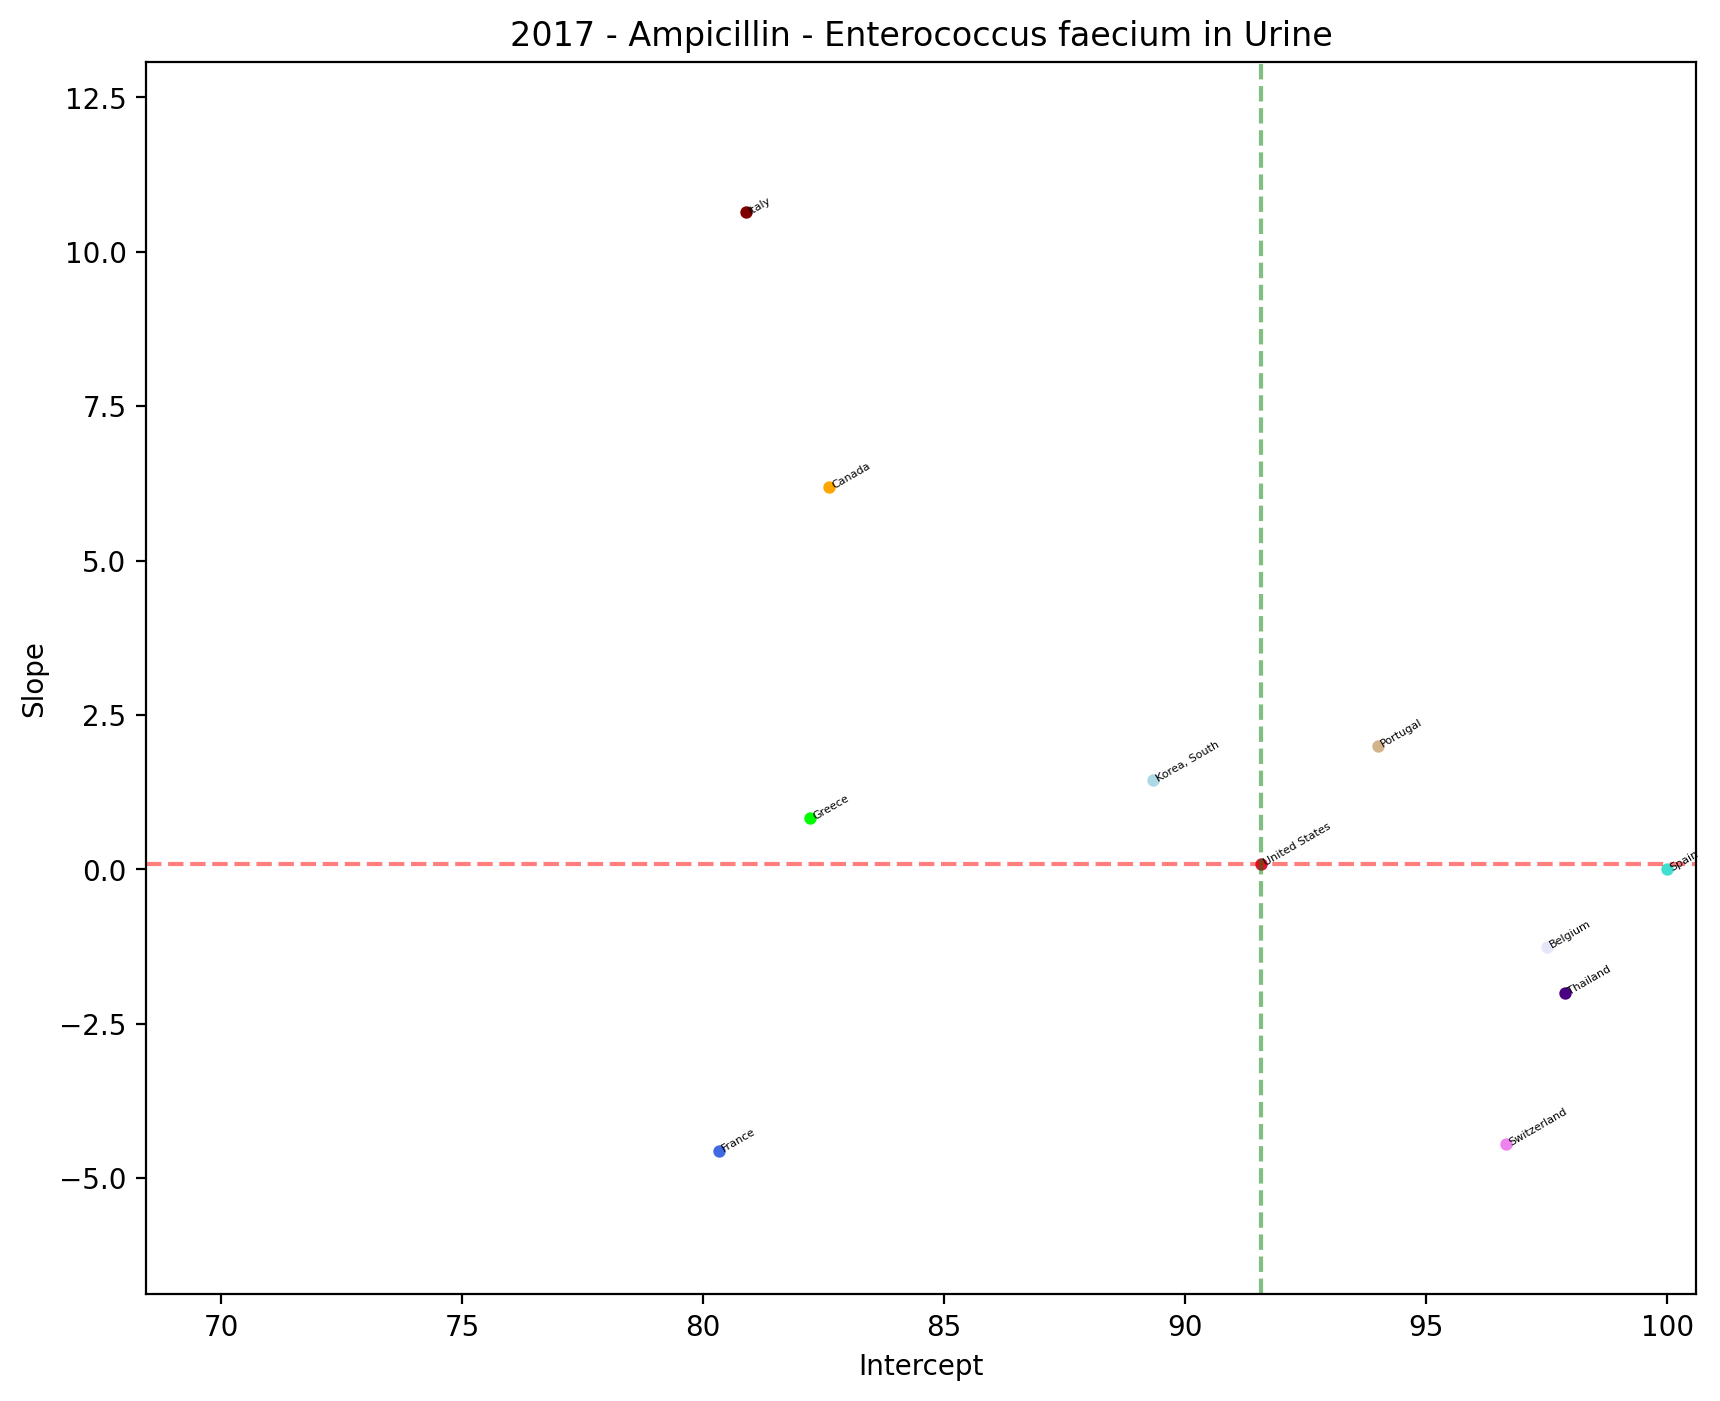 2017 - Ampicillin - Enterococcus faecium in Urine
12.5
10.0
7.5
5.0
2.5
0.0
−2.5
−5.0
Slope
Italy
Canada
Portugal
Korea, South
Greece
United States
Spain
Belgium
Thailand
Switzerland
France
70
75
80
85
90
95
100
Intercept